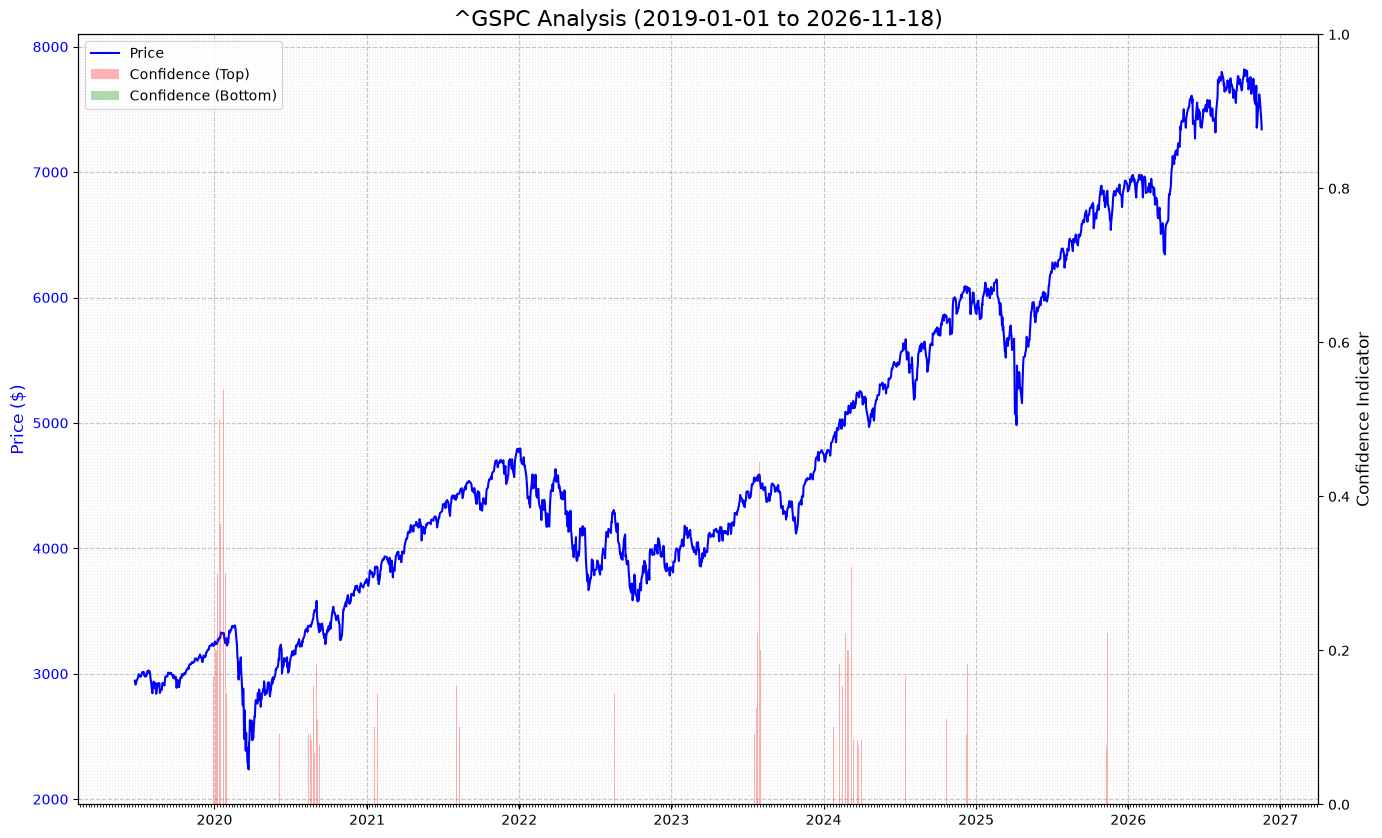 ^GSPC Analysis (2019-01-01 to 2026-11-18)
Price
Confidence (Top)
Confidence (Bottom)
8000
7000
6000
5000
4000
3000
2000
Price ($)
1.0
0.8
0.6
0.4
0.2
0.0
Confidence Indicator
2020 2021 2022 2023 2024 2025 2026 2027